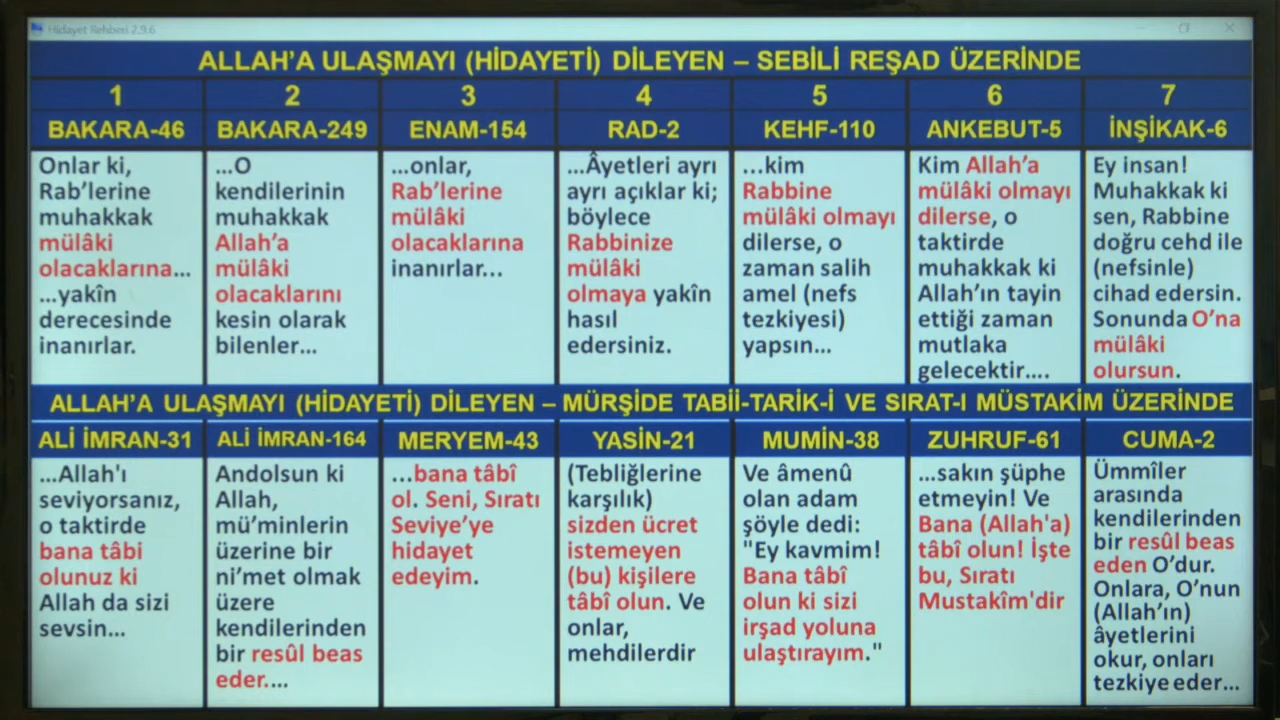 Hidayet Rehberi 2.9.6
ALLAH’A ULAŞMAYI (HİDAYETİ) DİLEYEN – SEBİLİ REŞAD ÜZERİNDE
1
BAKARA-46
Onlar ki,
Rab’lerine
muhakkak
mülâki
olacaklarına...
...yakîn
derecesinde
inanırlar.
2
BAKARA-249
...O
kendilerinin
muhakkak
Allah’a
mülâki
olacaklarını
kesin olarak
bilenler...
3
ENAM-154
...onlar,
Rab’lerine
mülâki
olacaklarına
inanırlar...
4
RAD-2
...Âyetleri ayrı
ayrı açıklar ki;
böylece
Rabbinize
mülâki
olmaya yakîn
hasıl
edersiniz.
5
KEHF-110
...kim
Rabbine
mülâki olmayı
dilerse, o
zaman salih
amel (nefs
tezkiyesi)
yapsın...
6
ANKEBUT-5
Kim Allah’a
mülâki olmayı
dilerse, o
taktirde
muhakkak ki
Allah’ın tayin
ettiği zaman
mutlaka
gelecektir....
7
İNŞİKAK-6
Ey insan!
Muhakkak ki
sen, Rabbine
doğru cehd ile
(nefsinle)
cihad edersin.
Sonunda O’na
mülâki
olursun.
ALLAH’A ULAŞMAYI (HİDAYETİ) DİLEYEN – MÜRŞİDE TABİİ-TARİK-İ VE SIRAT-I MÜSTAKİM ÜZERİNDE
ALİ İMRAN-31
...Allah'ı
seviyorsanız,
o taktirde
bana tâbi
olunuz ki
Allah da sizi
sevsin...
ALİ İMRAN-164
Andolsun ki
Allah,
mü’minlerin
üzerine bir
ni’met olmak
üzere
kendilerinden
bir resûl beas
eder....
MERYEM-43
...bana tâbî
ol. Seni, Sıratı
Seviye’ye
hidayet
edeyim.
YASİN-21
(Tebliğlerine
karşılık)
sizden ücret
istemeyen
(bu) kişilere
tâbî olun. Ve
onlar,
mehdilerdir
MUMİN-38
Ve âmenû
olan adam
şöyle dedi:
"Ey kavmim!
Bana tâbî
olun ki sizi
irşad yoluna
ulaştırayım."
ZUHRUF-61
...sakın şüphe
etmeyin! Ve
Bana (Allah'a)
tâbî olun! İşte
bu, Sıratı
Mustakîm'dir
CUMA-2
Ümmîler
arasında
kendilerinden
bir resûl beas
eden O’dur.
Onlara, O’nun
(Allah’ın)
âyetlerini
okur, onları
tezkiye eder...